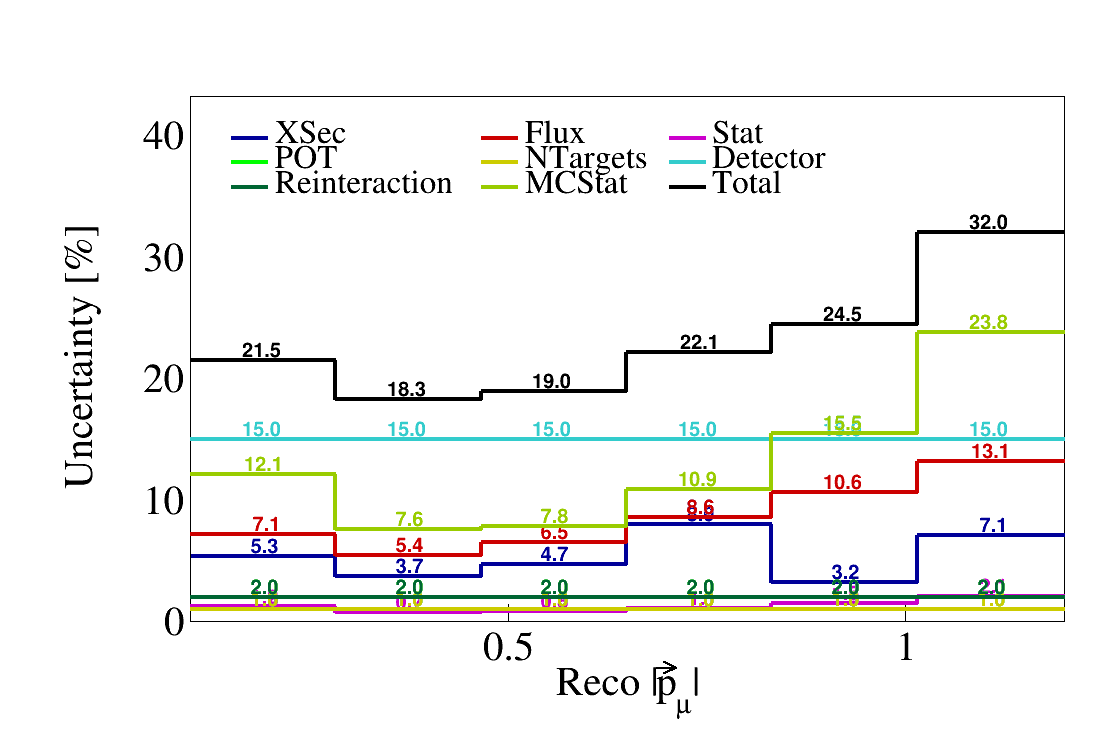 40
XSec Flux Stat
POT NTargets Detector
Reinteraction MCStat Total
32.0
30
24.5
23.8
22.1
21.5
19.0
18.3
20
15.5
15.0 15.0 15.0 15.0 15.0
13.1
12.1
10.9
10.6
10
7.6 7.8
8.6
7.1 5.4 6.5
7.1
5.3 3.7 4.7
3.2
2.0 2.0 2.0 2.0 2.0
0
0.5 1
Reco |p⃗μ|
Uncertainty [%]